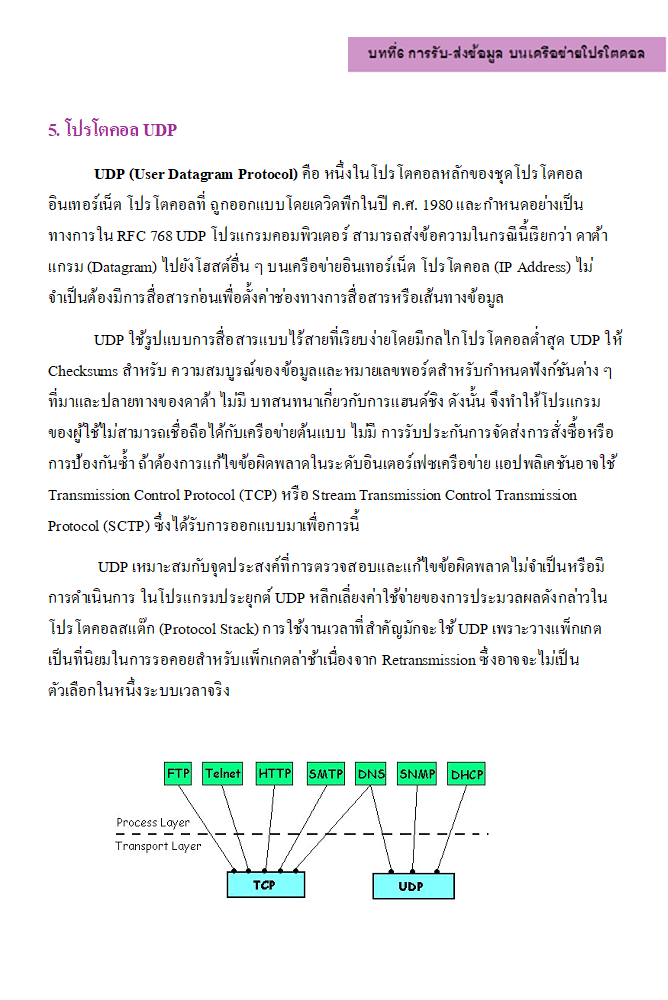 บทที่6 การรับ-ส่งข้อมูล บนเครือข่ายโปรโตคอล
5. โปรโตคอล UDP
UDP (User Datagram Protocol) คือ หนึ่งในโปรโตคอลหลักของชุดโปรโตคอล
อินเทอร์เน็ต โปรโตคอลที่ ถูกออกแบบโดยเดวิดพีกในปี ค.ศ. 1980 และกำหนดอย่างเป็น
ทางการใน RFC 768 UDP โปรแกรมคอมพิวเตอร์ สามารถส่งข้อความในกรณีนี้เรียกว่า ดาต้า
แกรม (Datagram) ไปยังโฮสต์อื่น ๆ บนเครือข่ายอินเทอร์เน็ต โปรโตคอล (IP Address) ไม่
จำเป็นต้องมีการสื่อสารก่อนเพื่อตั้งค่าช่องทางการสื่อสารหรือเส้นทางข้อมูล
UDP ใช้รูปแบบการสื่อสารแบบไร้สายที่เรียบง่ายโดยมีกลไกโปรโตคอลต่ำสุด UDP ให้
Checksums สำหรับ ความสมบูรณ์ของข้อมูลและหมายเลขพอร์ตสำหรับกำหนดฟังก์ชันต่าง ๆ
ที่มาและปลายทางของดาต้า ไม่มี บทสนทนาเกี่ยวกับการแฮนด์ชิง ดังนั้น จึงทำให้โปรแกรม
ของผู้ใช้ไม่สามารถเชื่อถือได้กับเครือข่ายต้นแบบ ไม่มี การรับประกันการจัดส่งการสั่งซื้อหรือ
การป้องกันซ้ำ ถ้าต้องการแก้ไขข้อผิดพลาดในระดับอินเตอร์เฟซเครือข่าย แอปพลิเคชันอาจใช้
Transmission Control Protocol (TCP) หรือ Stream Transmission Control Transmission
Protocol (SCTP) ซึ่งได้รับการออกแบบมาเพื่อการนี้
UDP เหมาะสมกับจุดประสงค์ที่การตรวจสอบและแก้ไขข้อผิดพลาดไม่จำเป็นหรือมี
การดำเนินการ ในโปรแกรมประยุกต์ UDP หลีกเลี่ยงค่าใช้จ่ายของการประมวลผลดังกล่าวใน
โปรโตคอลสแต๊ก (Protocol Stack) การใช้งานเวลาที่สำคัญมักจะใช้ UDP เพราะวางแพ็กเกต
เป็นที่นิยมในการรอคอยสำหรับแพ็กเกตล่าช้าเนื่องจาก Retransmission ซึ่งอาจจะไม่เป็น
ตัวเลือกในหนึ่งระบบเวลาจริง
FTP Telnet HTTP SMTP DNS SNMP DHCP
Process Layer
Transport Layer
TCP UDP